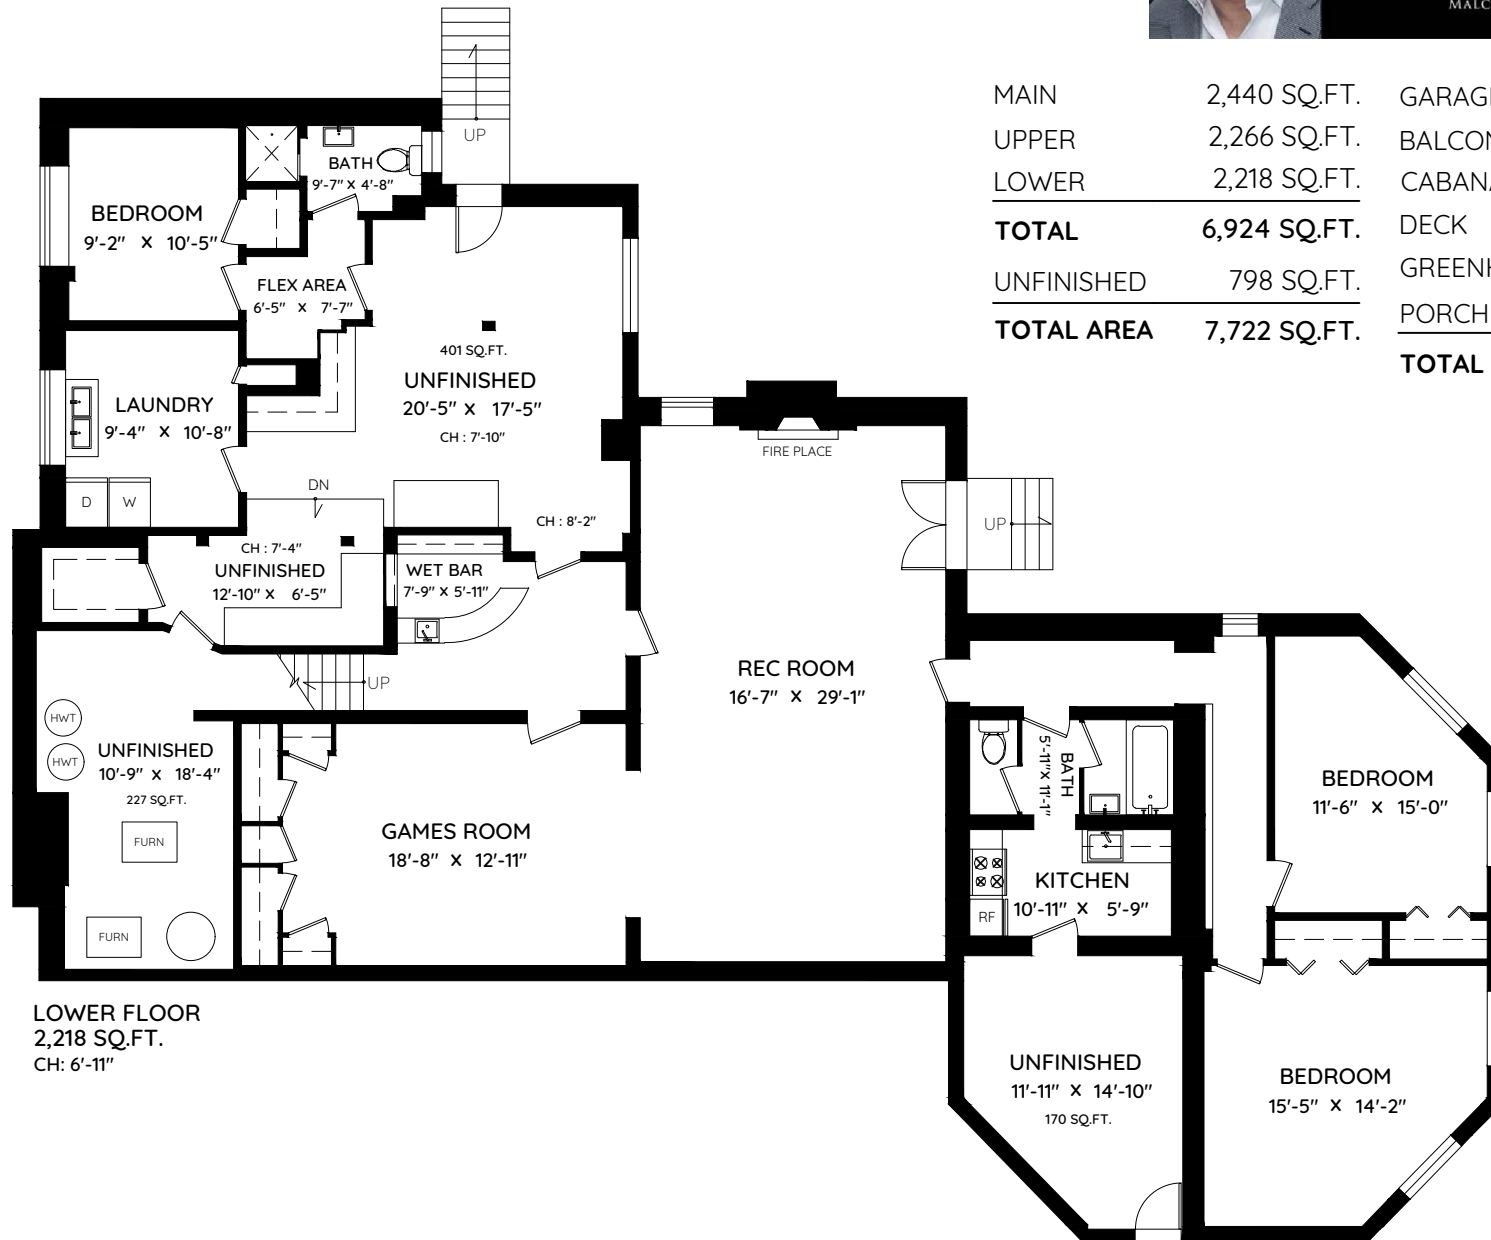 MALC
MAIN 2,440 SQ.FT.
UPPER 2,266 SQ.FT.
LOWER 2,218 SQ.FT.
TOTAL 6,924 SQ.FT.
UNFINISHED 798 SQ.FT.
TOTAL AREA 7,722 SQ.FT.
GARAGE
BALCON
CABANA
DECK
GREENH
PORCH
TOTAL
UP
BATH
9'-7" X 4'-8"
BEDROOM
9'-2" X 10'-5"
FLEX AREA
6'-5" X 7'-7"
401 SQ.FT.
UNFINISHED
20'-5" X 17'-5"
CH : 7'-10"
LAUNDRY
9'-4" X 10'-8"
D W
DN
CH : 8'-2"
CH : 7'-4"
UNFINISHED
12'-10" X 6'-5"
WET BAR
7'-9" X 5'-11"
FIRE PLACE
UP
REC ROOM
16'-7" X 29'-1"
UP
HWT
HWT
UNFINISHED
10'-9" X 18'-4"
227 SQ.FT.
FURN
FURN
GAMES ROOM
18'-8" X 12'-11"
BATH
5'-11" X 11'-1"
KITCHEN
10'-11" X 5'-9"
RF
BEDROOM
11'-6" X 15'-0"
UNFINISHED
11'-11" X 14'-10"
170 SQ.FT.
BEDROOM
15'-5" X 14'-2"
LOWER FLOOR
2,218 SQ.FT.
CH: 6'-11"